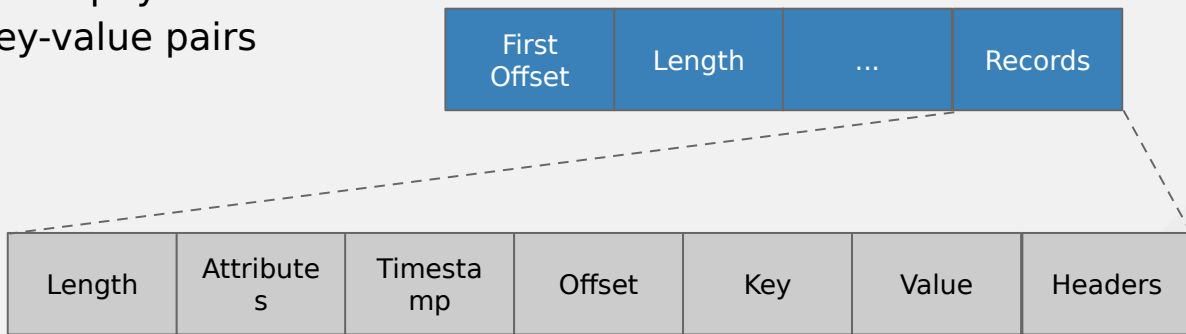 ey-value pairs
First
Offset
Length
...
Records
Length
Attribute
s
Timesta
mp
Offset
Key
Value
Headers